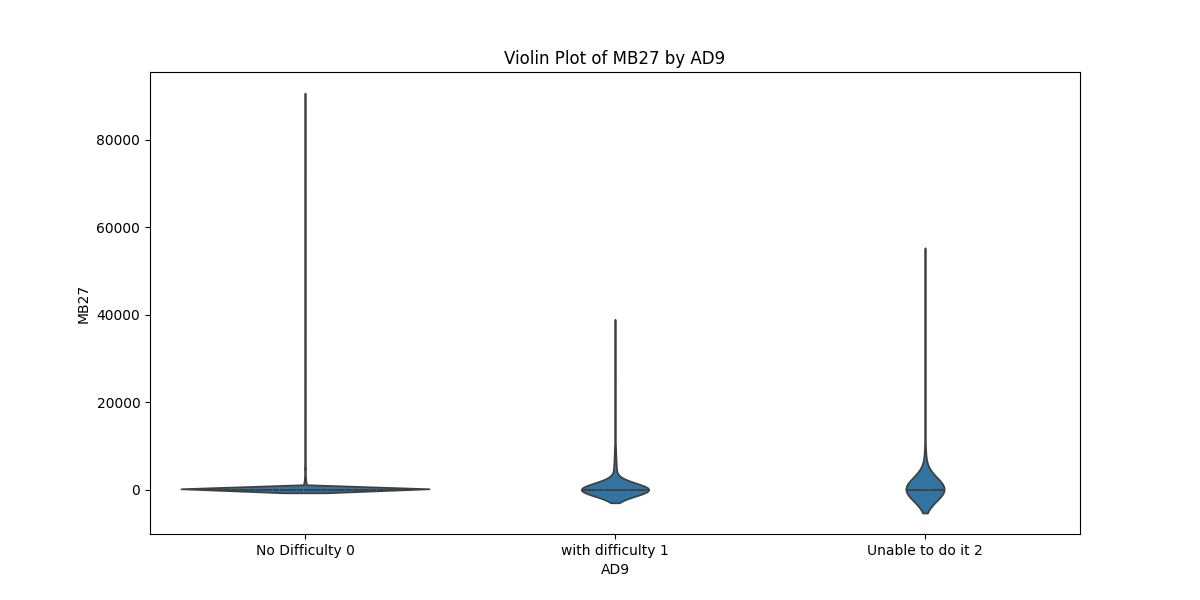 Violin Plot of MB27 by AD9
80000
60000
40000
20000
0
MB27
No Difficulty 0
with difficulty 1
Unable to do it 2
AD9